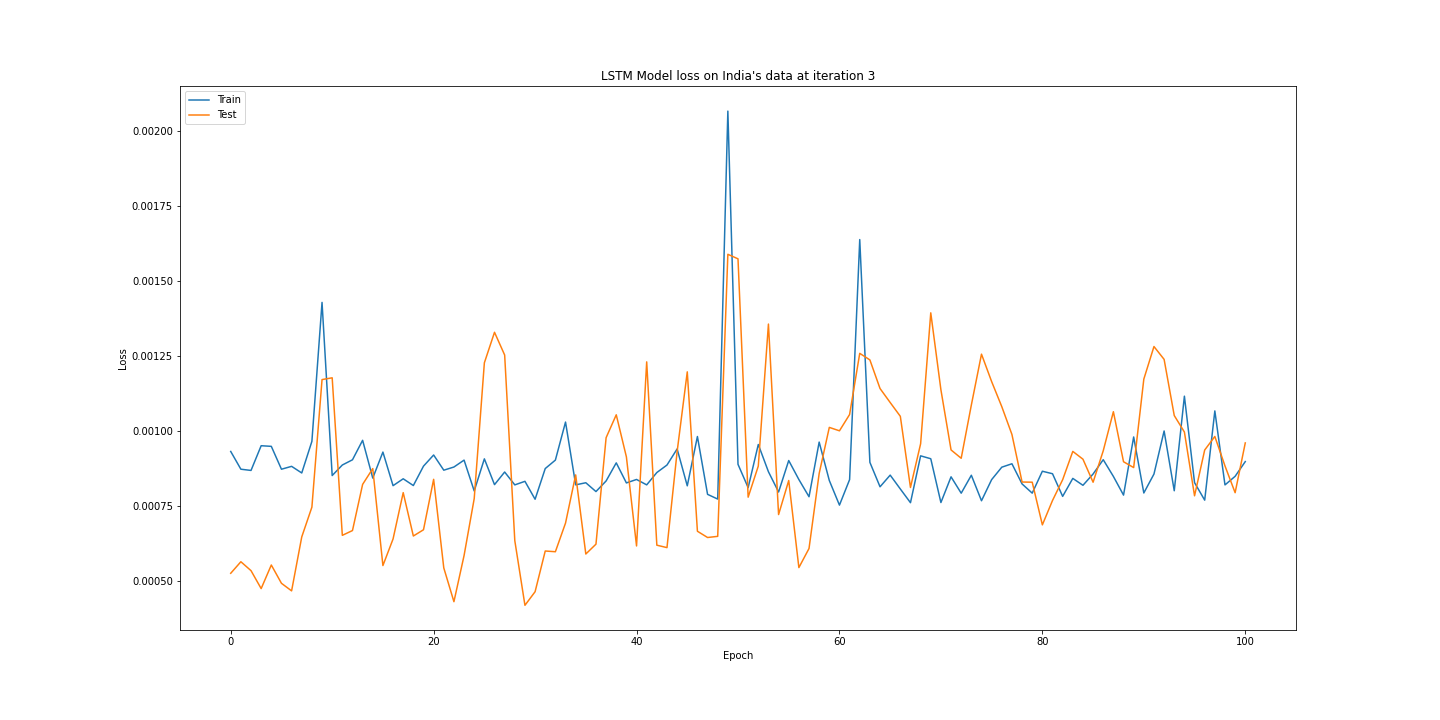 LSTM Model loss on India's data at iteration 3
Train
Test
0.00200
0.00175
0.00150
0.00125
0.00100
0.00075
0.00050
Loss
0 20 40 60 80 100
Epoch